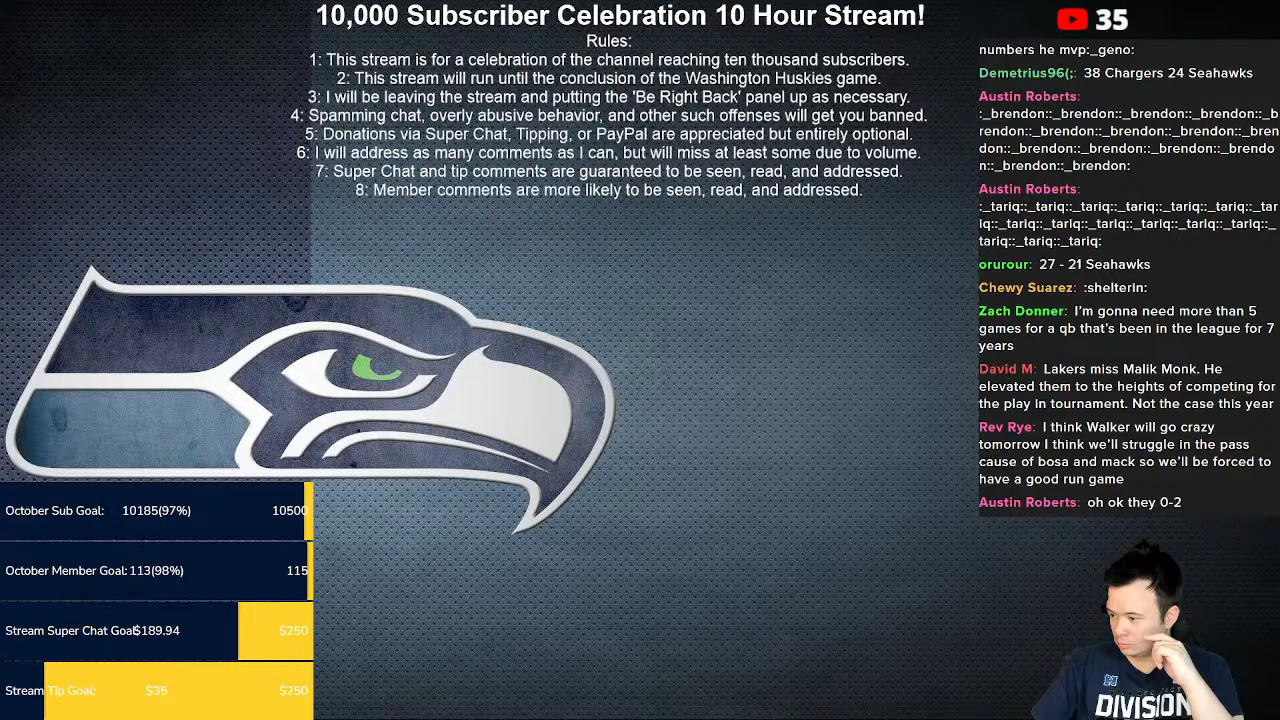 10,000 Subscriber Celebration 10 Hour Stream!
Rules:
1: This stream is for a celebration of the channel reaching ten thousand subscribers.
2: This stream will run until the conclusion of the Washington Huskies game.
3: I will be leaving the stream and putting the 'Be Right Back' panel up as necessary.
4: Spamming chat, overly abusive behavior, and other such offenses will get you banned.
5: Donations via Super Chat, Tipping, or PayPal are appreciated but entirely optional.
6: I will address as many comments as I can, but will miss at least some due to volume.
7: Super Chat and tip comments are guaranteed to be seen, read, and addressed.
8: Member comments are more likely to be seen, read, and addressed.
35
numbers he mvp:_geno:
Demetrius96(;: 38 Chargers 24 Seahawks
Austin Roberts:
:_brendon::_brendon::_brendon::_brendon::_b
rendon::_brendon::_brendon::_brendon::_bren
don::_brendon::_brendon::_brendon::_brendo
n::_brendon::_brendon:
Austin Roberts:
:_tariq::_tariq::_tariq::_tariq::_tariq::_tariq::_tar
iq::_tariq::_tariq::_tariq::_tariq::_tariq::_tariq::_
tariq::_tariq::_tariq:
orurour: 27 - 21 Seahawks
Chewy Suarez: :shelterIn:
Zach Donner: I'm gonna need more than 5
games for a qb that's been in the league for 7
years
David M: Lakers miss Malik Monk. He
elevated them to the heights of competing for
the play In tournament. Not the case this year
Rev Rye: I think Walker will go crazy
tomorrow I think we'll struggle in the pass
cause of bosa and mack so we'll be forced to
have a good run game
Austin Roberts: oh ok they 0-2
October Sub Goal: 10185(97%) 10500
October Member Goal: 113(98%) 115
Stream Super Chat Goal: $189.94 $250
Stream Tip Goal: $35 $250
DIVISION